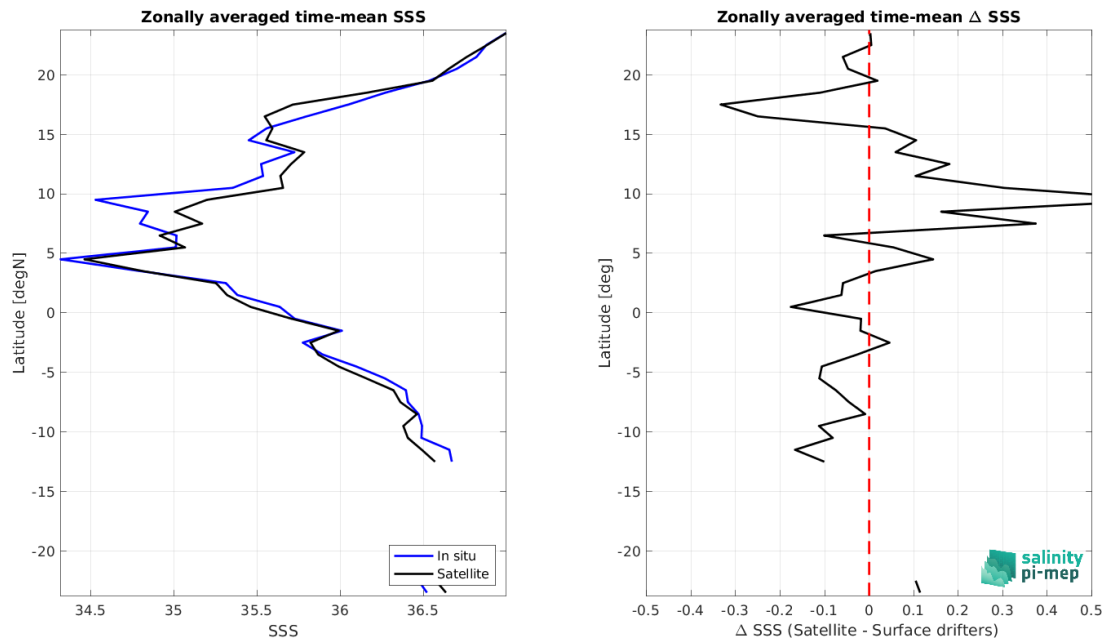 Zonally averaged time-mean SSS
20
15
10
5
0
-5
-10
-15
-20
Latitude [degN]
34.5 35 35.5 36 36.5
SSS
In situ
Satellite
Zonally averaged time-mean Δ SSS
20
15
10
5
0
-5
-10
-15
-20
Latitude [deg]
-0.5 -0.4 -0.3 -0.2 -0.1 0 0.1 0.2 0.3 0.4 0.5
Δ SSS (Satellite - Surface drifters)
salinity
pi-mep